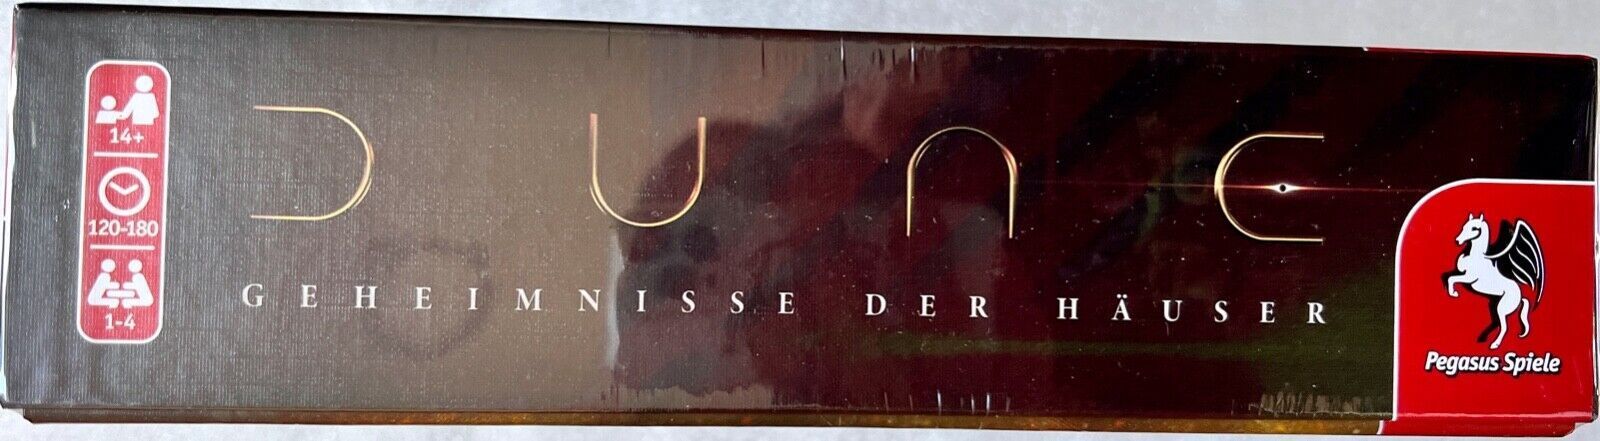 14+
120-180
1-4
DUNE
GEHEIMNISSE DER HÄUSER
Pegasus Spiele